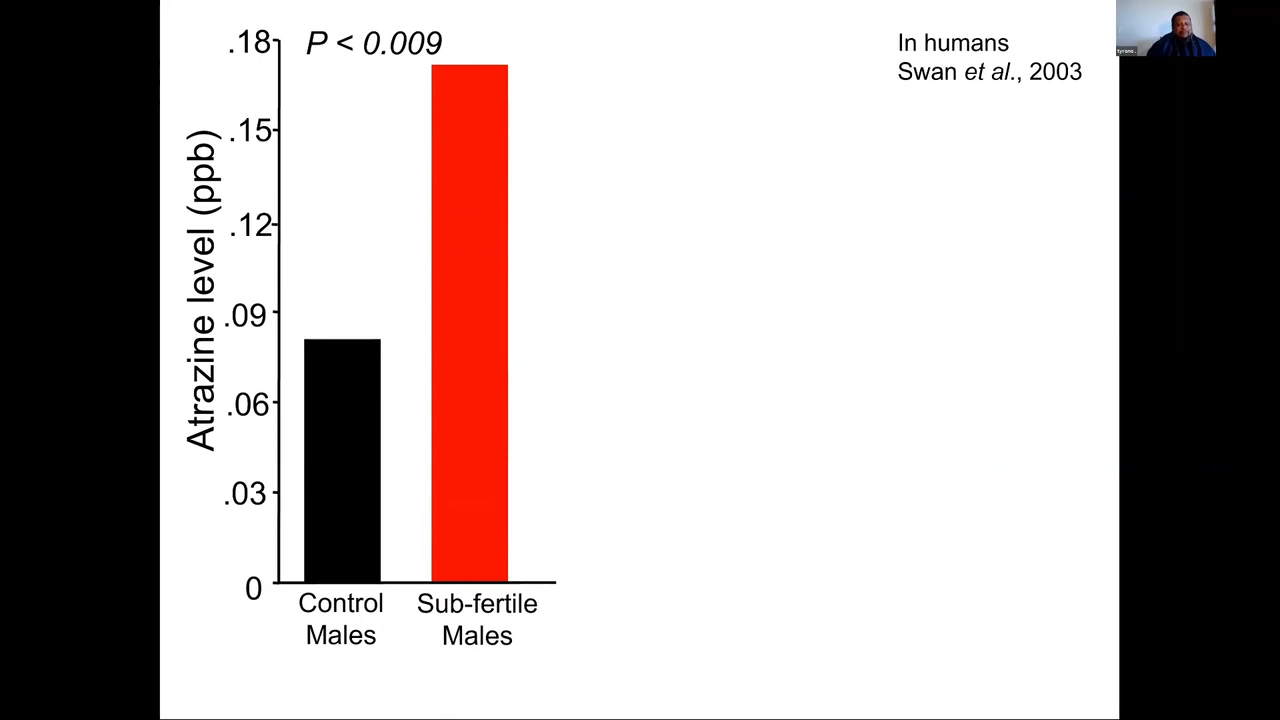 P < 0.009
.18
.15
.12
.09
.06
.03
0
Atrazine level (ppb)
Control
Males
Sub-fertile
Males
In humans
Swan et al., 2003
tyrone